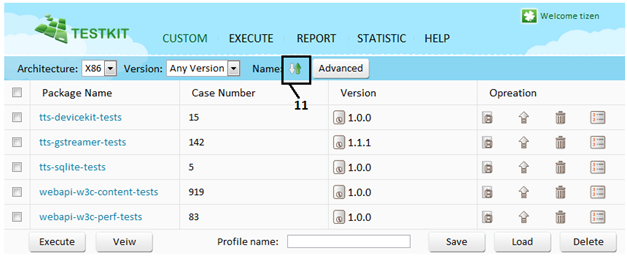 Welcome tizen
TESTKIT
CUSTOM EXECUTE REPORT STATISTIC HELP
Architecture: X86 Version: Any Version Name: Advanced
11
Package Name Case Number Version Opreation
tts-devicekit-tests 15 1.0.0
tts-gstreamer-tests 142 1.1.1
tts-sqlite-tests 5 1.0.0
webapi-w3c-content-tests 919 1.0.0
webapi-w3c-perf-tests 83 1.0.0
Execute Veiw Profile name: Save Load Delete